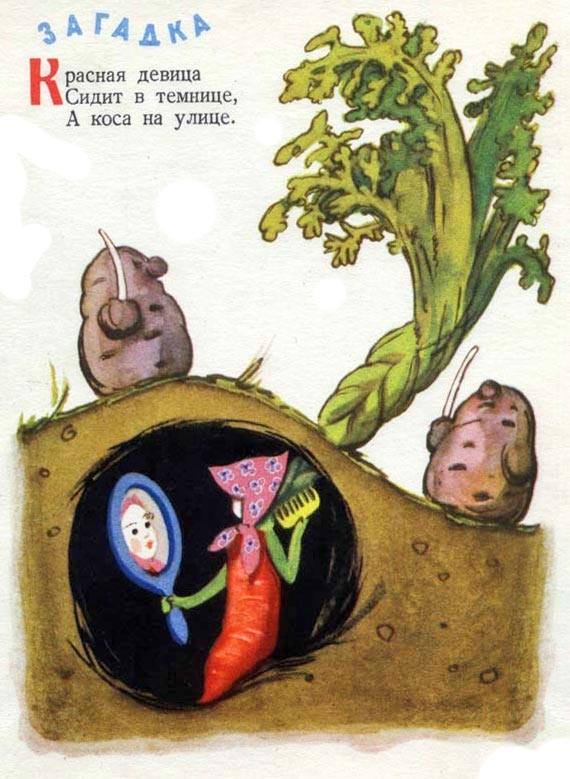 ЗАГАДКА
Красная девица
Сидит в темнице,
А коса на улице.